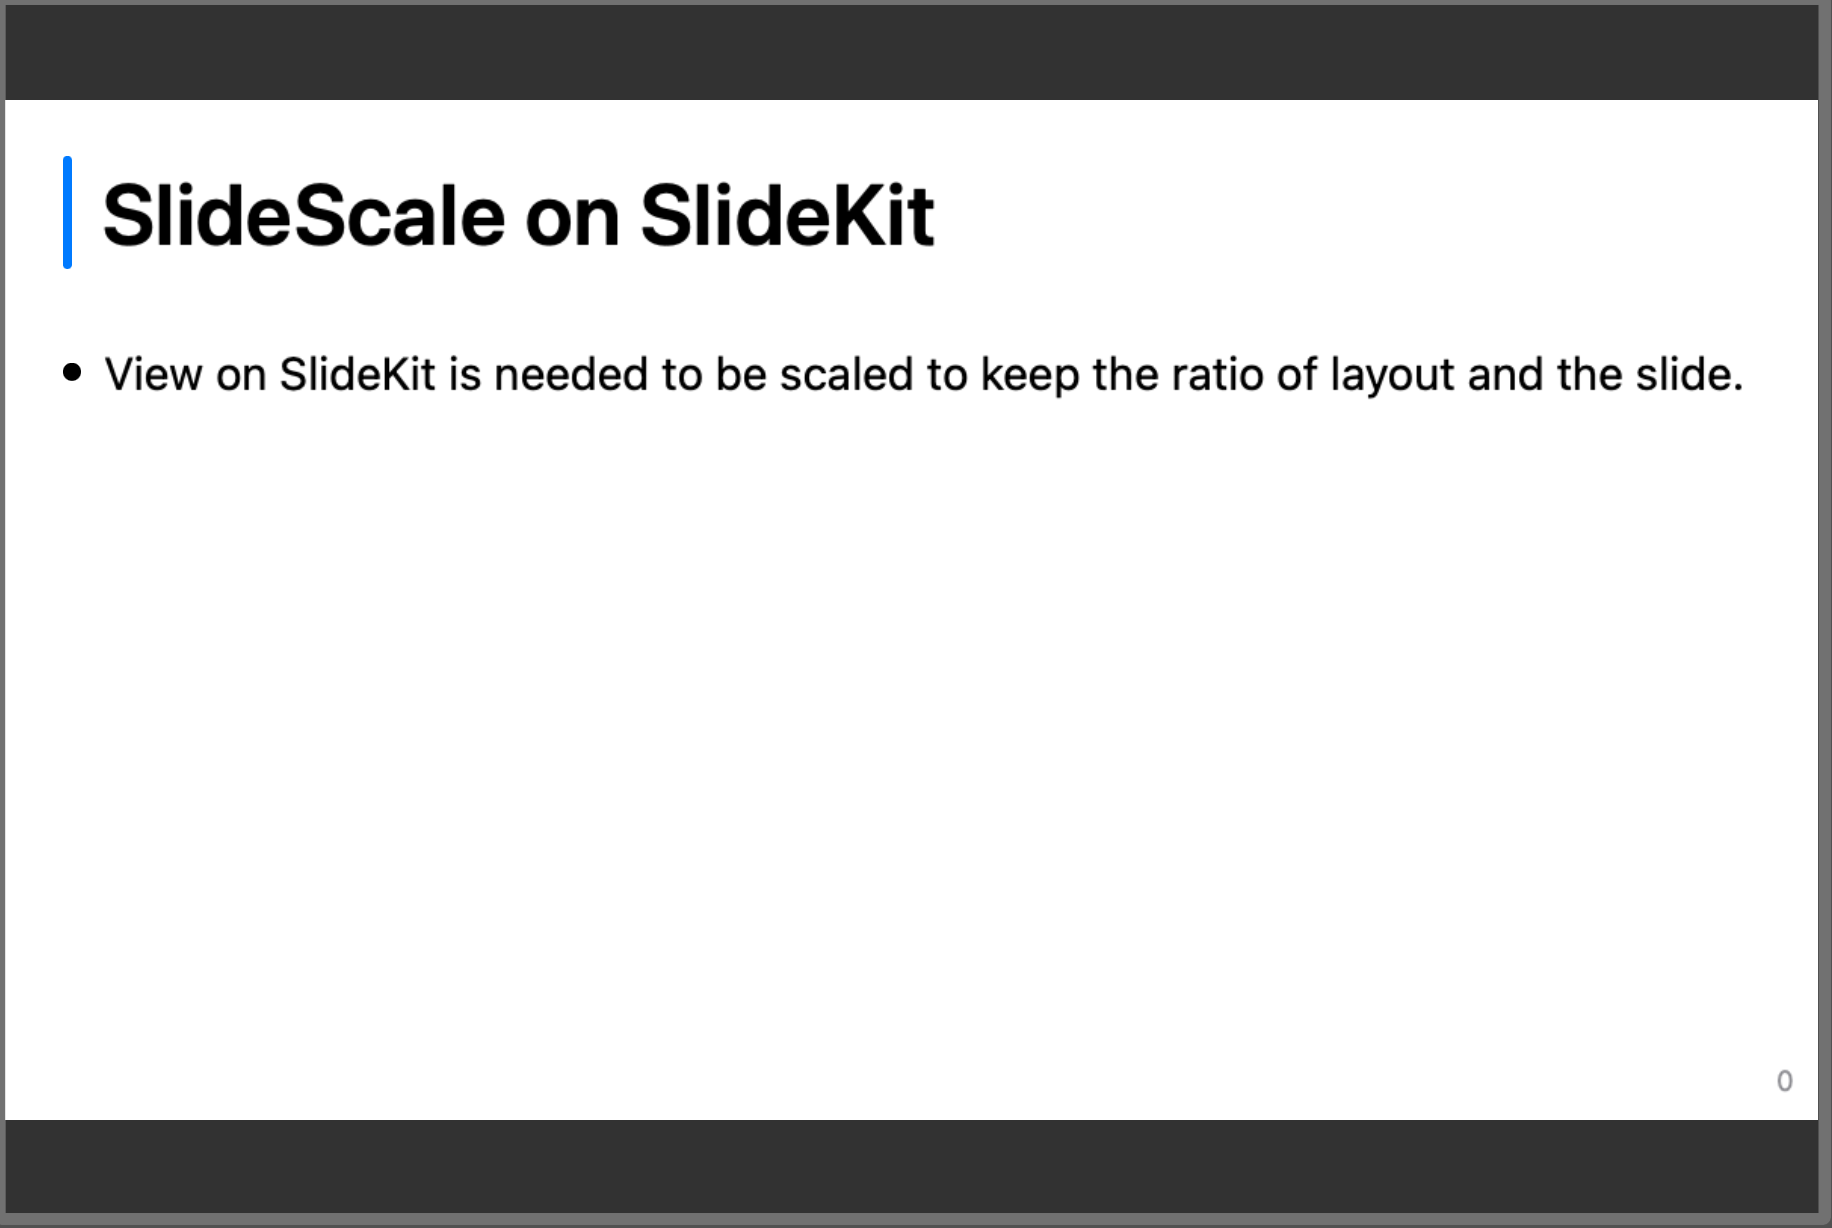 SlideScale on SlideKit
• View on SlideKit is needed to be scaled to keep the ratio of layout and the slide.
0